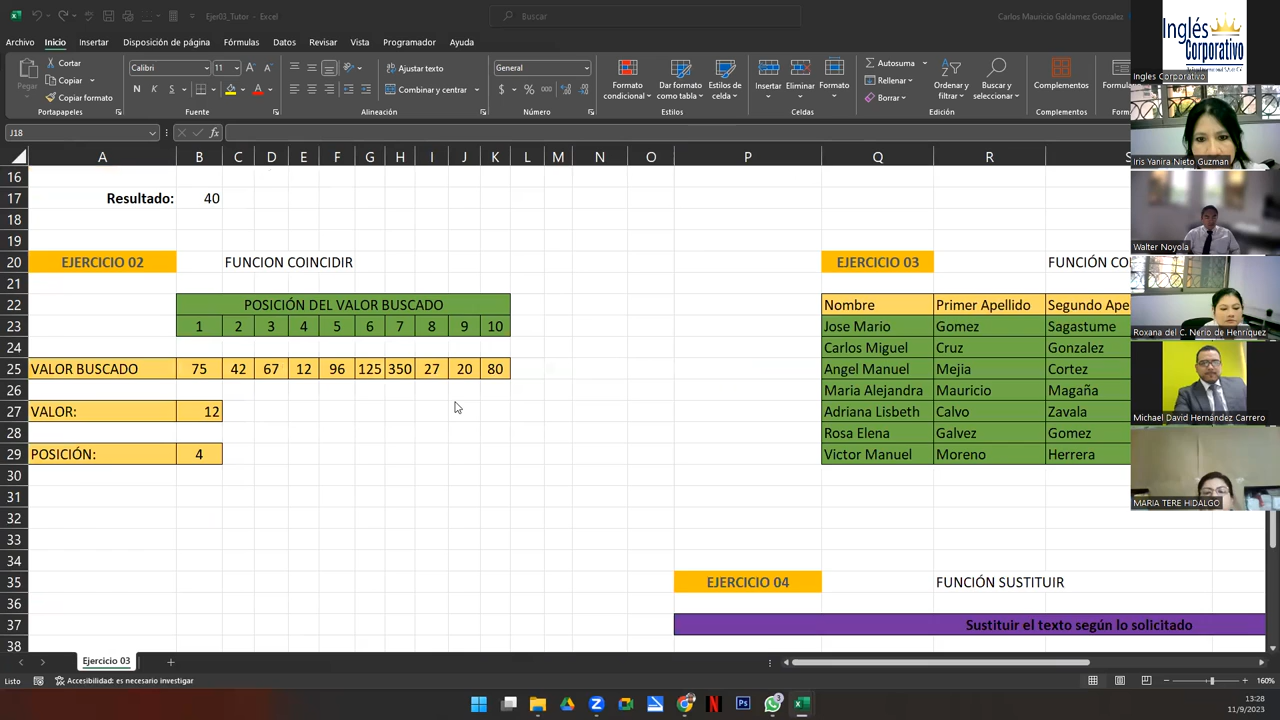 Ejer03_Tutor - Excel
Buscar
Carlos Mauricio Galdamez Gonzalez
Archivo Inicio Insertar Disposición de página Fórmulas Datos Revisar Vista Programador Ayuda
Pegar
Cortar
Copiar
Copiar formato
Portapapeles
Calibri 11
N K S
Fuente
Ajustar texto
Combinar y centrar
Alineación
General
Número
Formato condicional
Dar formato como tabla
Estilos de celda
Estilos
Insertar Eliminar Formato
Celdas
Autosuma
Rellenar
Borrar
Ordenar y filtrar
Buscar y seleccionar
Edición
Complementos
Complementos
J18
fx
A B C D E F G H I J K L M N O P Q R S
16
17 Resultado: 40
18
19
20 EJERCICIO 02 FUNCION COINCIDIR EJERCICIO 03 FUNCIÓN CO
21
22 POSICIÓN DEL VALOR BUSCADO Nombre Primer Apellido Segundo Ape
23 1 2 3 4 5 6 7 8 9 10 Jose Mario Gomez Sagastume
24 Carlos Miguel Cruz Gonzalez
25 VALOR BUSCADO 75 42 67 12 96 125 350 27 20 80 Angel Manuel Mejia Cortez
26 Maria Alejandra Mauricio Magaña
27 VALOR: 12 Adriana Lisbeth Calvo Zavala
28 Rosa Elena Galvez Gomez
29 POSICIÓN: 4 Victor Manuel Moreno Herrera
30
31
32
33
34
35 EJERCICIO 04 FUNCIÓN SUSTITUIR
36
37 Sustituir el texto según lo solicitado
38
Ejercicio 03
Listo
Accesibilidad: es necesario investigar
160%
3
13:28
11/9/2023
Inglés
Corporativo
Ingles Corporativo
Iris Yanira Nieto Guzman
Walter Noyola
Roxana del C. Nerio de Henríquez
Michael David Hernández Carrero
MARIA TERE HIDALGO